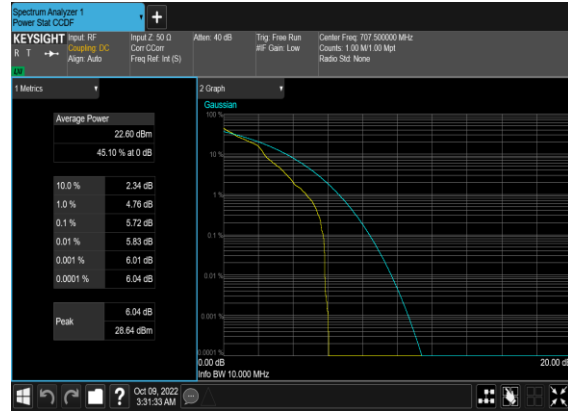 Spectrum Analyzer 1
Power Stat CCDF
KEYSIGHT
R T
Input: RF
Coupling: DC
Align: Auto
Input Z: 50 Ω
Corr CCorr
Freq Ref: Int (S)
Atten: 40 dB
Trig: Free Run
#IF Gain: Low
Center Freq: 707.500000 MHz
Counts: 1.00 M/1.00 Mpt
Radio Std: None
1 Metrics
Average Power
22.60 dBm
45.10 % at 0 dB
10.0 % 2.34 dB
1.0 % 4.76 dB
0.1 % 5.72 dB
0.01 % 5.83 dB
0.001 % 6.01 dB
0.0001 % 6.04 dB
Peak
6.04 dB
28.64 dBm
2 Graph
Gaussian
100 %
10 %
1 %
0.1 %
0.01 %
0.001 %
0.0001 %
0.00 dB
20.00 dB
Info BW 10.000 MHz
?
Oct 09, 2022
3:31:33 AM